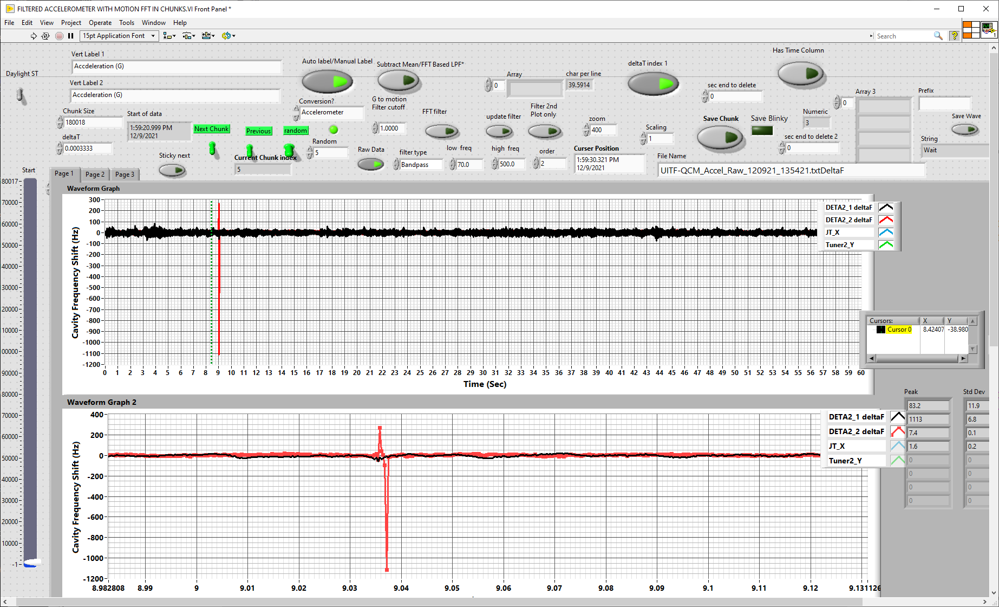 FILTERED ACCELEROMETER WITH MOTION FFT IN CHUNKS.VI Front Panel *
File Edit View Project Operate Tools Window Help
15pt Application Font
Search
?
1
Daylight ST
Vert Label 1
Accdeleration (G)
Vert Label 2
Accdeleration (G)
Auto label/Manual Label
Subtract Mean/FFT Based LPF*
Array
0
char per line
39.5914
deltaT index 1
Has Time Column
sec end to delete
0
Array 3
0
Prefix
Conversion?
Accelerometer
G to motion
Filter cutoff
1.0000
FFT filter
update filter
Filter 2nd
Plot only
zoom
400
Scaling
1
Save Chunk
Save Blinky
Numeric
3
sec end to delete 2
0
Save Wave
String
Wait
Chunk Size
180018
deltaT
0.0003333
Start of data
1:59:20.999 PM
12/9/2021
Next Chunk
Previous
random
Random
5
Sticky next
Current Chunk index
5
Raw Data
filter type
Bandpass
low freq
70.0
high freq
500.0
order
2
Curser Position
1:59:30.321 PM
12/9/2021
File Name
UITF-QCM_Accel_Raw_120921_135421.txtDeltaF
Start
80017
70000
60000
50000
40000
30000
20000
10000
00000
90000
80000
70000
60000
50000
40000
30000
20000
10000
-1
Page 1 Page 2 Page 3
Waveform Graph
Cavity Frequency Shift (Hz)
300
200
100
0
-100
-200
-300
-400
-500
-600
-700
-800
-900
-1000
-1100
-1200
0 1 2 3 4 5 6 7 8 9 10 11 12 13 14 15 16 17 18 19 20 21 22 23 24 25 26 27 28 29 30 31 32 33 34 35 36 37 38 39 40 41 42 43 44 45 46 47 48 49 50 51 52 53 54 55 56 57 58 59 60
Time (Sec)
DETA2_1 deltaF
DETA2_2 deltaF
JT_X
Tuner2_Y
Cursors: X Y
Cursor 0 8.42407 -38.980
Waveform Graph 2
Cavity Frequency Shift (Hz)
400
200
0
-200
-400
-600
-800
-1000
-1200
8.982808 8.99 9 9.01 9.02 9.03 9.04 9.05 9.06 9.07 9.08 9.09 9.1 9.11 9.12 9.131126
DETA2_1 deltaF
DETA2_2 deltaF
JT_X
Tuner2_Y
Peak Std Dev
83.2 11.9
1113 6.8
7.4 0.1
1.6 0.2
0 0
0 0
0 0
0 0